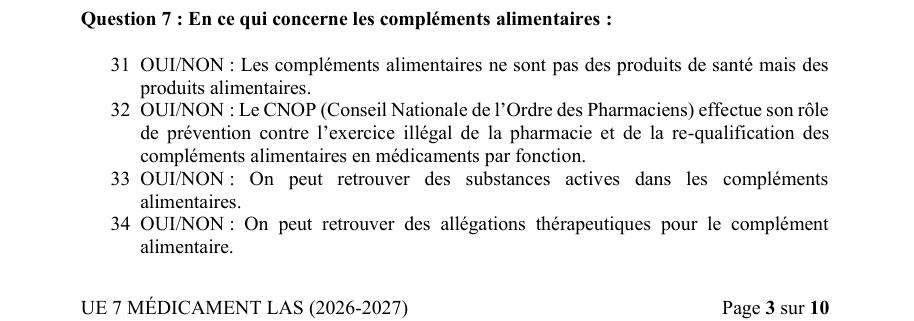 Question 7 : En ce qui concerne les compléments alimentaires :
31 OUI/NON : Les compléments alimentaires ne sont pas des produits de santé mais des
produits alimentaires.
32 OUI/NON : Le CNOP (Conseil Nationale de l’Ordre des Pharmaciens) effectue son rôle
de prévention contre l’exercice illégal de la pharmacie et de la re-qualification des
compléments alimentaires en médicaments par fonction.
33 OUI/NON : On peut retrouver des substances actives dans les compléments
alimentaires.
34 OUI/NON : On peut retrouver des allégations thérapeutiques pour le complément
alimentaire.
UE 7 MÉDICAMENT LAS (2026-2027) Page 3 sur 10